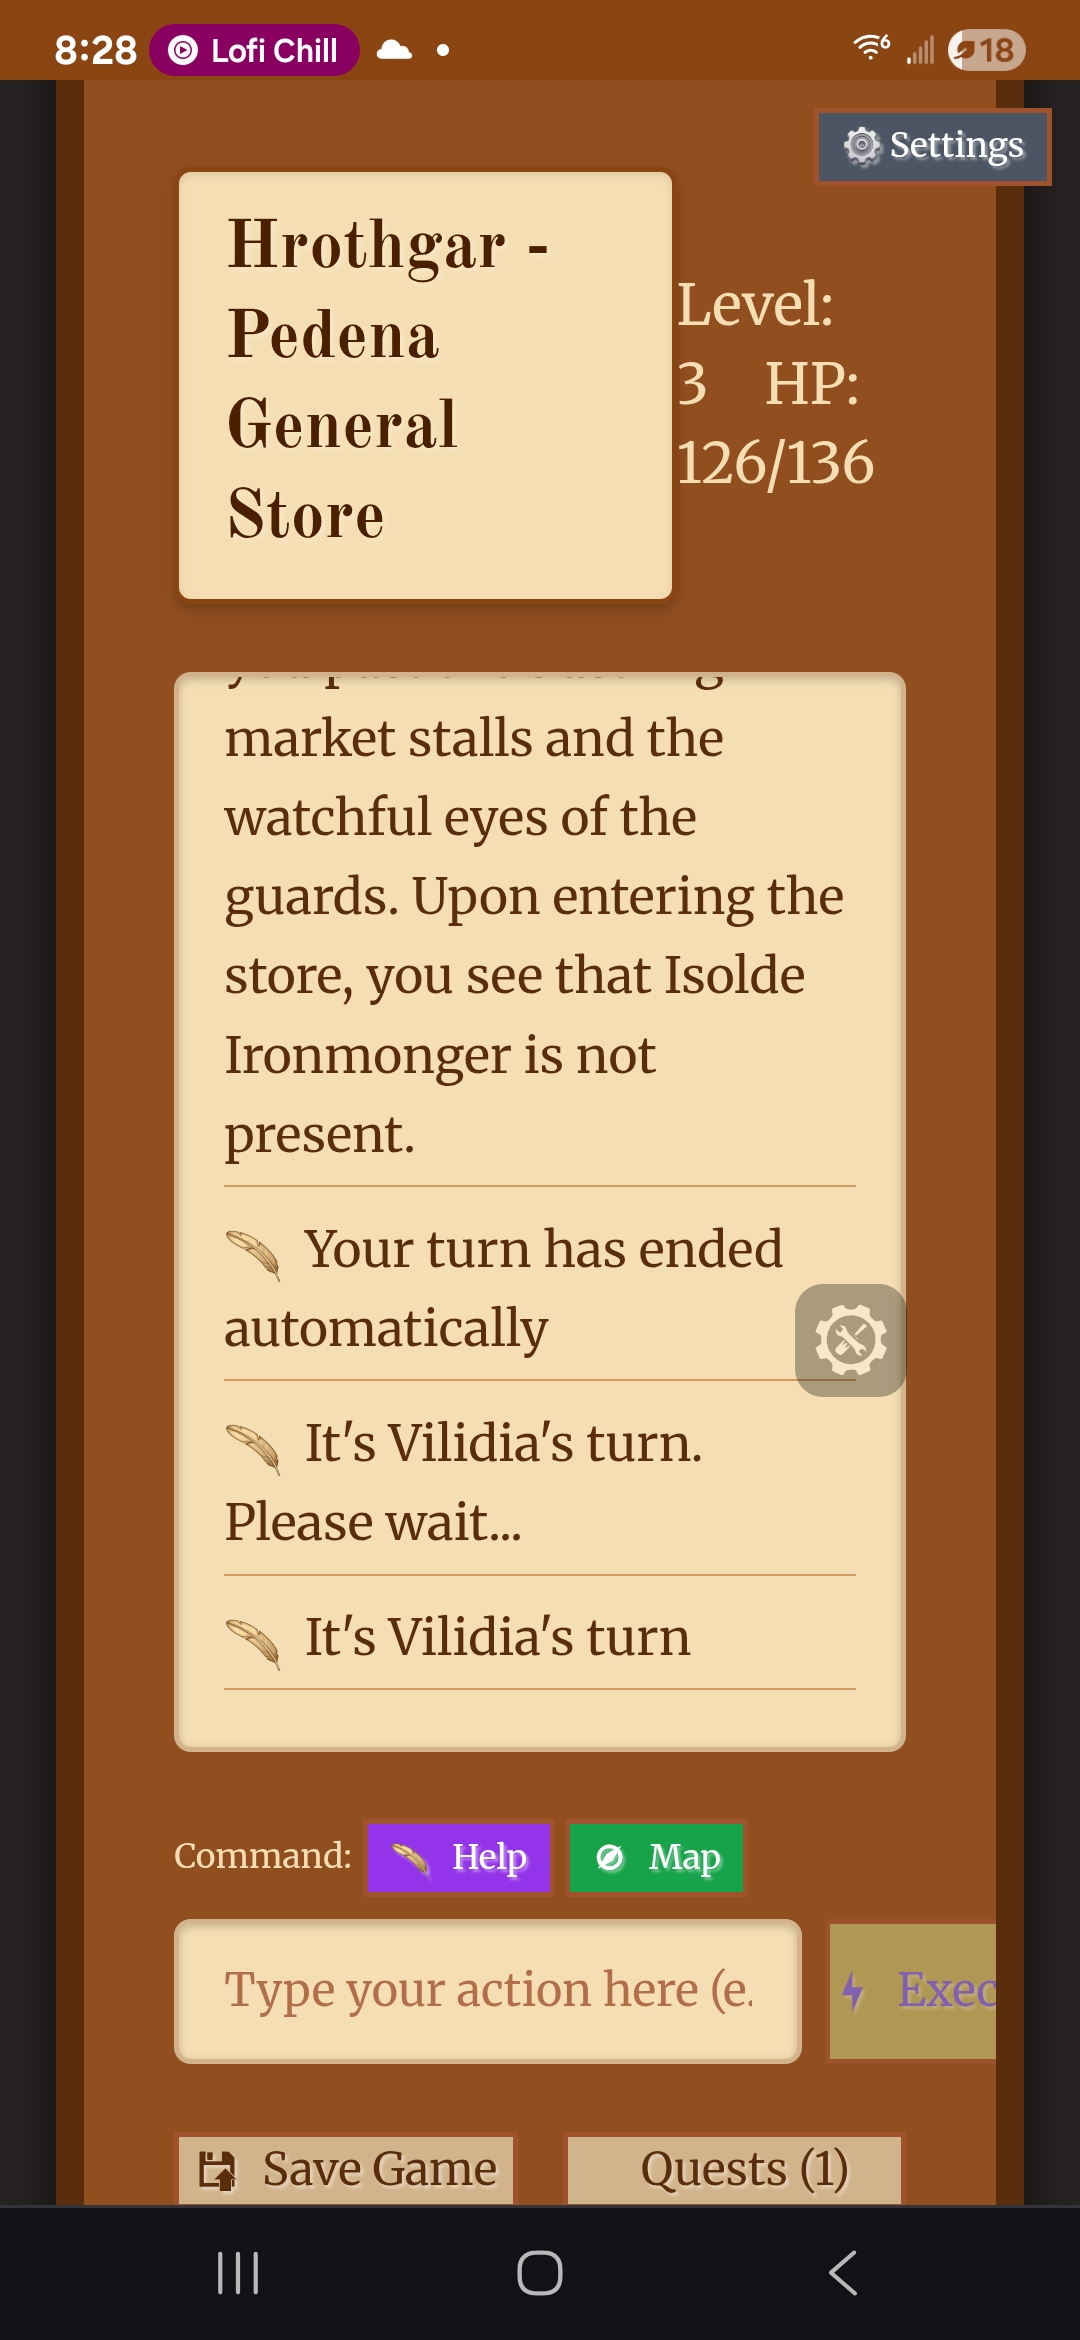 8:28 Lofi Chill 18
Settings
Hrothgar -
Pedena
General
Store
Level:
3 HP:
126/136
market stalls and the
watchful eyes of the
guards. Upon entering the
store, you see that Isolde
Ironmonger is not
present.
Your turn has ended
automatically
It's Vilidia's turn.
Please wait...
It's Vilidia's turn
Command: Help Map
Type your action here (e.
Exec
Save Game Quests (1)